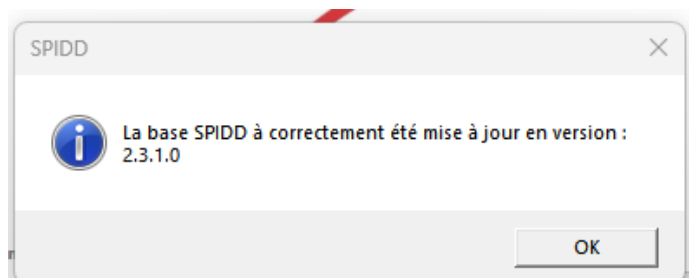 SPIDD
La base SPIDD à correctement été mise à jour en version :
2.3.1.0
OK